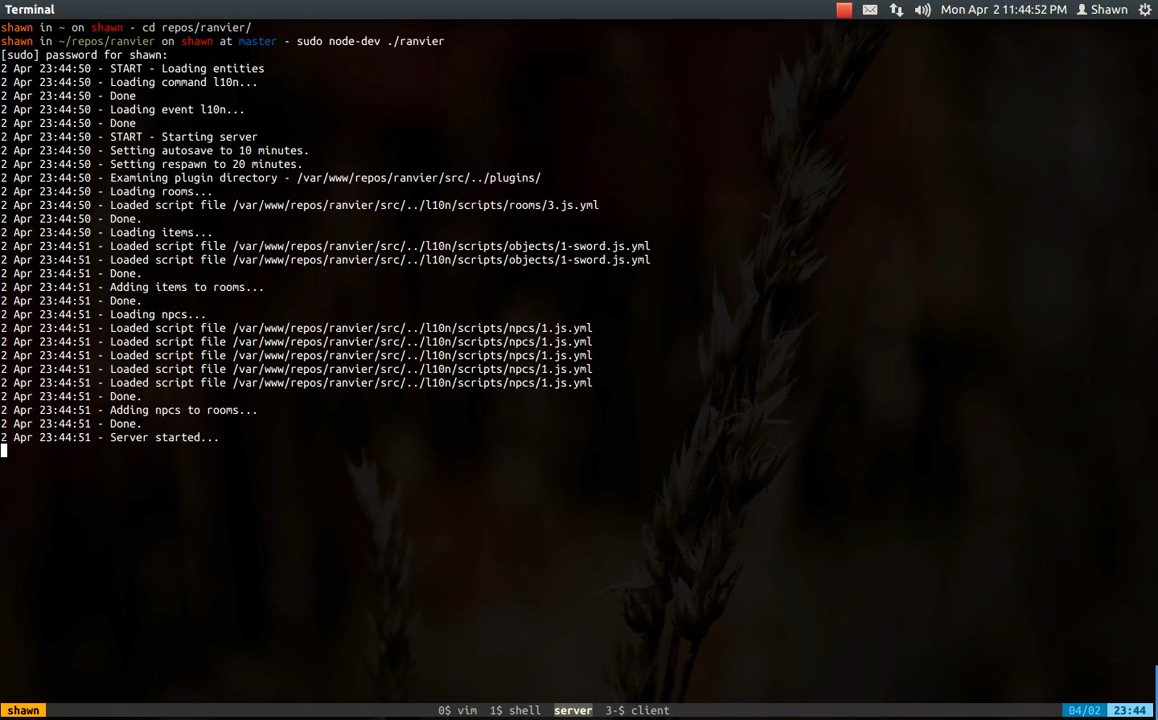 Terminal
Mon Apr 2 11:44:52 PM Shawn
shawn in ~ on shawn - cd repos/ranvier/
shawn in ~/repos/ranvier on shawn at master - sudo node-dev ./ranvier
[sudo] password for shawn:
2 Apr 23:44:50 - START - Loading entities
2 Apr 23:44:50 - Loading command l10n...
2 Apr 23:44:50 - Done
2 Apr 23:44:50 - Loading event l10n...
2 Apr 23:44:50 - Done
2 Apr 23:44:50 - START - Starting server
2 Apr 23:44:50 - Setting autosave to 10 minutes.
2 Apr 23:44:50 - Setting respawn to 20 minutes.
2 Apr 23:44:50 - Examining plugin directory - /var/www/repos/ranvier/src/../plugins/
2 Apr 23:44:50 - Loading rooms...
2 Apr 23:44:50 - Loaded script file /var/www/repos/ranvier/src/../l10n/scripts/rooms/3.js.yml
2 Apr 23:44:50 - Done.
2 Apr 23:44:50 - Loading items...
2 Apr 23:44:51 - Loaded script file /var/www/repos/ranvier/src/../l10n/scripts/objects/1-sword.js.yml
2 Apr 23:44:51 - Loaded script file /var/www/repos/ranvier/src/../l10n/scripts/objects/1-sword.js.yml
2 Apr 23:44:51 - Done.
2 Apr 23:44:51 - Adding items to rooms...
2 Apr 23:44:51 - Done.
2 Apr 23:44:51 - Loading npcs...
2 Apr 23:44:51 - Loaded script file /var/www/repos/ranvier/src/../l10n/scripts/npcs/1.js.yml
2 Apr 23:44:51 - Loaded script file /var/www/repos/ranvier/src/../l10n/scripts/npcs/1.js.yml
2 Apr 23:44:51 - Loaded script file /var/www/repos/ranvier/src/../l10n/scripts/npcs/1.js.yml
2 Apr 23:44:51 - Loaded script file /var/www/repos/ranvier/src/../l10n/scripts/npcs/1.js.yml
2 Apr 23:44:51 - Loaded script file /var/www/repos/ranvier/src/../l10n/scripts/npcs/1.js.yml
2 Apr 23:44:51 - Done.
2 Apr 23:44:51 - Adding npcs to rooms...
2 Apr 23:44:51 - Done.
2 Apr 23:44:51 - Server started...
shawn 0$ vim 1$ shell server 3-$ client 04/02 23:44